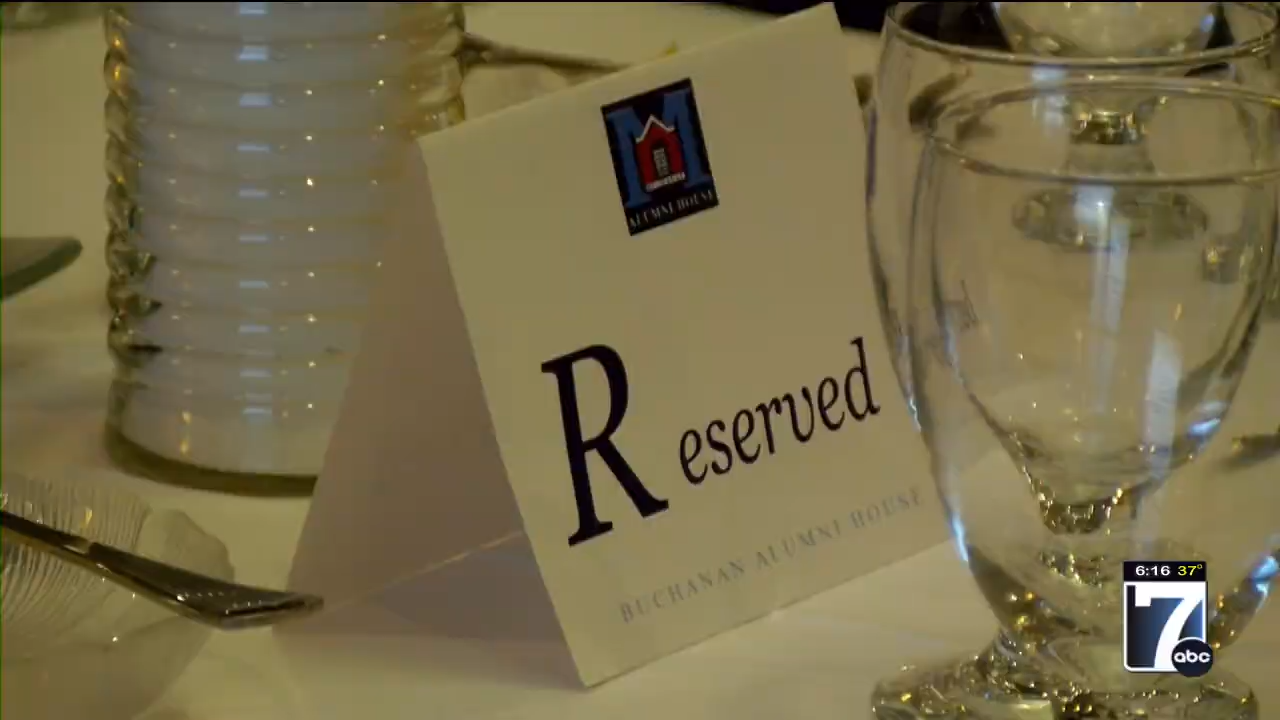 M
ALUMNI HOUSE
Reserved
BUCHANAN ALUMNI HOUSE
6:16 37°
7
abc